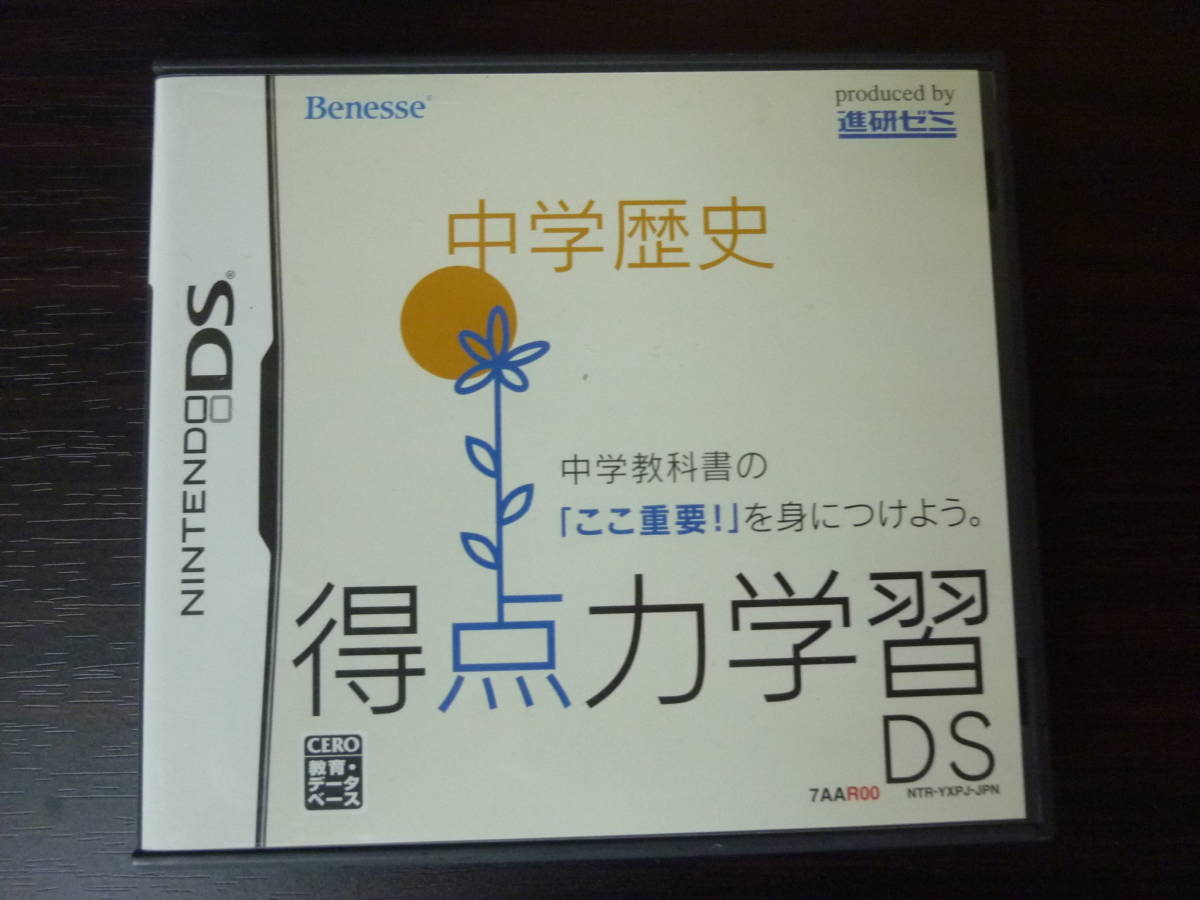 Benesse®
produced by
進研ゼミ
中学歴史
NINTENDO DS®
中学教科書の
「ここ重要!」を身につけよう。
得点力学習
DS
CERO
教育・
データ
ベース
7AAR00
NTR-YXPJ-JPN